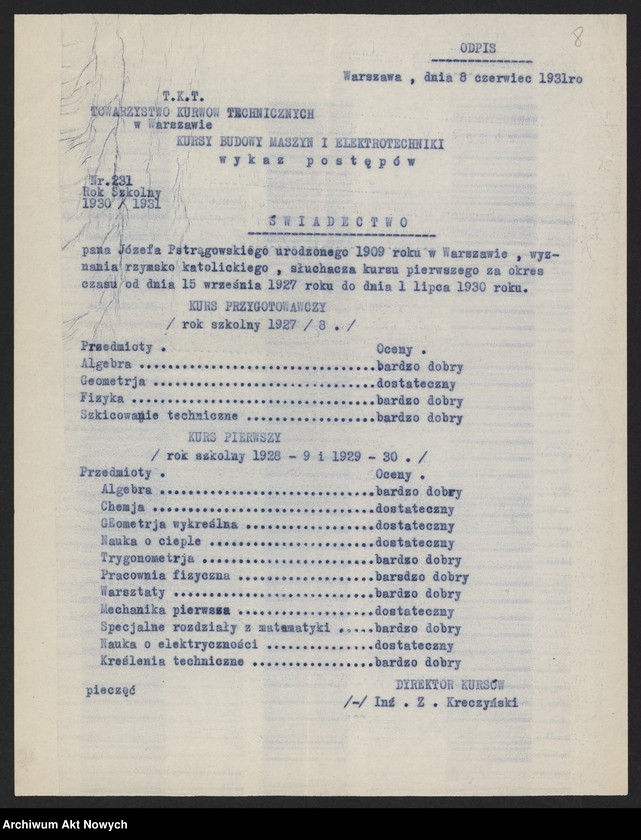 8
ODPIS
Warszawa , dnia 8 czerwiec 1931ro
T.K.T.
TOWARZYSTWO KURWOW TECHNICZNYCH
w Warszawie
KURSY BUDOWY MASZYN I ELEKTROTECHNIKI
wykaz postępów
Nr.231
Rok Szkolny
1930 / 1931
ŚWIADECTWO
pana Józefa Pstrągowskiego urodzonego 1909 roku w Warszawie , wyz-
nania rzymsko katolickiego , słuchacza kursu pierwszego za okres
czasu od dnia 15 września 1927 roku do dnia 1 lipca 1930 roku.
KURS PRZYGOTOWAWCZY
/ rok szkolny 1927 / 8 . /
Przedmioty . Oceny .
Algebra ..................................bardzo dobry
Geometrja ................................dostateczny
Fizyka ...................................bardzo dobry
Szkicowanie techniczne ...................bardzo dobry
KURS PIERWSZY
/ rok szkolny 1928 - 9 i 1929 - 30 . /
Przedmioty . Oceny .
Algebra ...............................bardzo dobry
Chemja ................................dostateczny
GEometrja wykreślna ...................dostateczny
Nauka o cieple ........................dostateczny
Trygonometrja .........................bardzo dobry
Pracownia fizyczna ....................barsdzo dobry
Warsztaty .............................bardzo dobry
Mechanika pierwsza ....................dostateczny
Specjalne rozdziały z matematyki .....bardzo dobry
Nauka o elektryczności ................dostateczny
Kreślenia techniczne ..................bardzo dobry
pieczęć
DYREKTOR KURSÓW
/-/ Inż . Z . Kreczyński
Archiwum Akt Nowych